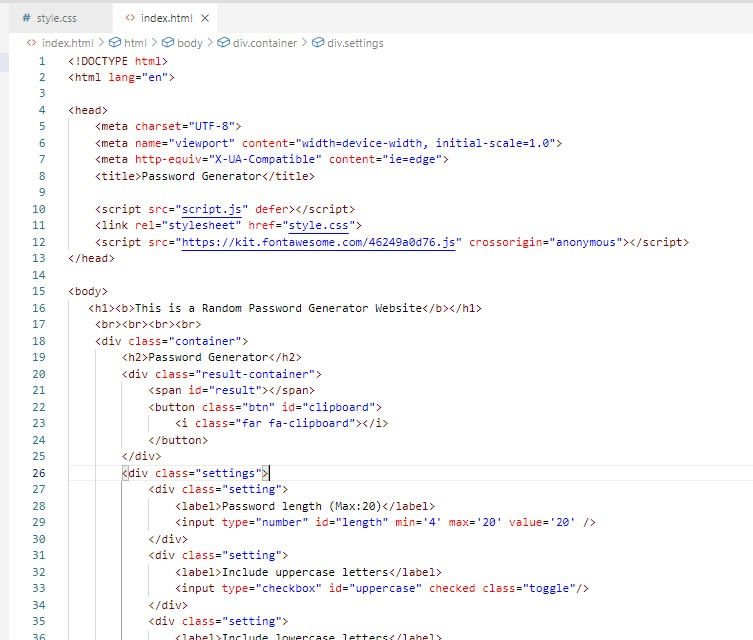 # style.css <> index.html ×
<> index.html > html > body > div.container > div.settings
1 <!DOCTYPE html>
2 <html lang="en">
3
4 <head>
5     <meta charset="UTF-8">
6     <meta name="viewport" content="width=device-width, initial-scale=1.0">
7     <meta http-equiv="X-UA-Compatible" content="ie=edge">
8     <title>Password Generator</title>
9
10     <script src="script.js" defer></script>
11     <link rel="stylesheet" href="style.css">
12     <script src="https://kit.fontawesome.com/46249a0d76.js" crossorigin="anonymous"></script>
13 </head>
14
15 <body>
16    <h1><b>This is a Random Password Generator Website</b></h1>
17     <br><br><br><br>
18     <div class="container">
19         <h2>Password Generator</h2>
20         <div class="result-container">
21             <span id="result"></span>
22             <button class="btn" id="clipboard">
23                 <i class="far fa-clipboard"></i>
24             </button>
25         </div>
26         <div class="settings">
27             <div class="setting">
28                 <label>Password length (Max:20)</label>
29                 <input type="number" id="length" min='4' max='20' value='20' />
30             </div>
31             <div class="setting">
32                 <label>Include uppercase letters</label>
33                 <input type="checkbox" id="uppercase" checked class="toggle"/>
34             </div>
35             <div class="setting">
36                 <label>Include lowercase letters</label>